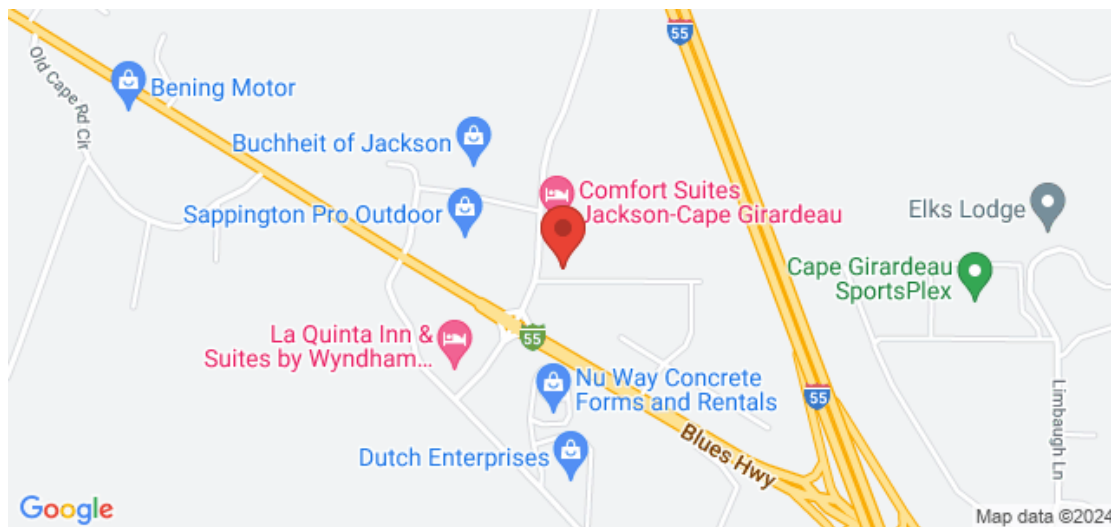 55
Old Cape Rd Cir
Bening Motor
Buchheit of Jackson
Comfort Suites
Jackson-Cape Girardeau
Sappington Pro Outdoor
Elks Lodge
Cape Girardeau
SportsPlex
La Quinta Inn &
Suites by Wyndham...
55
Nu Way Concrete
Forms and Rentals
55
Limbaugh Ln
Blues Hwy
Dutch Enterprises
Google
Map data ©2024